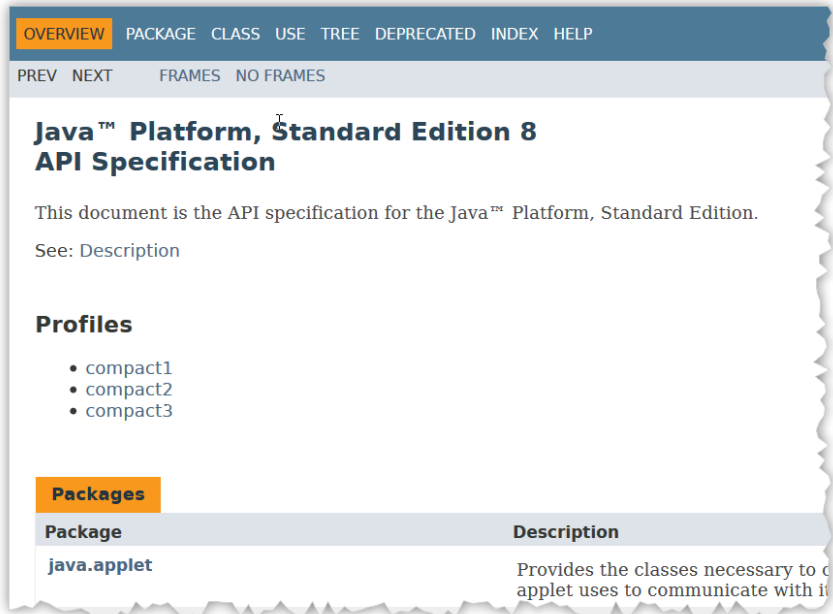 OVERVIEW PACKAGE CLASS USE TREE DEPRECATED INDEX HELP
PREV NEXT FRAMES NO FRAMES
Java™ Platform, Standard Edition 8
API Specification
This document is the API specification for the Java™ Platform, Standard Edition.
See: Description
Profiles
• compact1
• compact2
• compact3
Packages
Package Description
java.applet Provides the classes necessary to
applet uses to communicate with